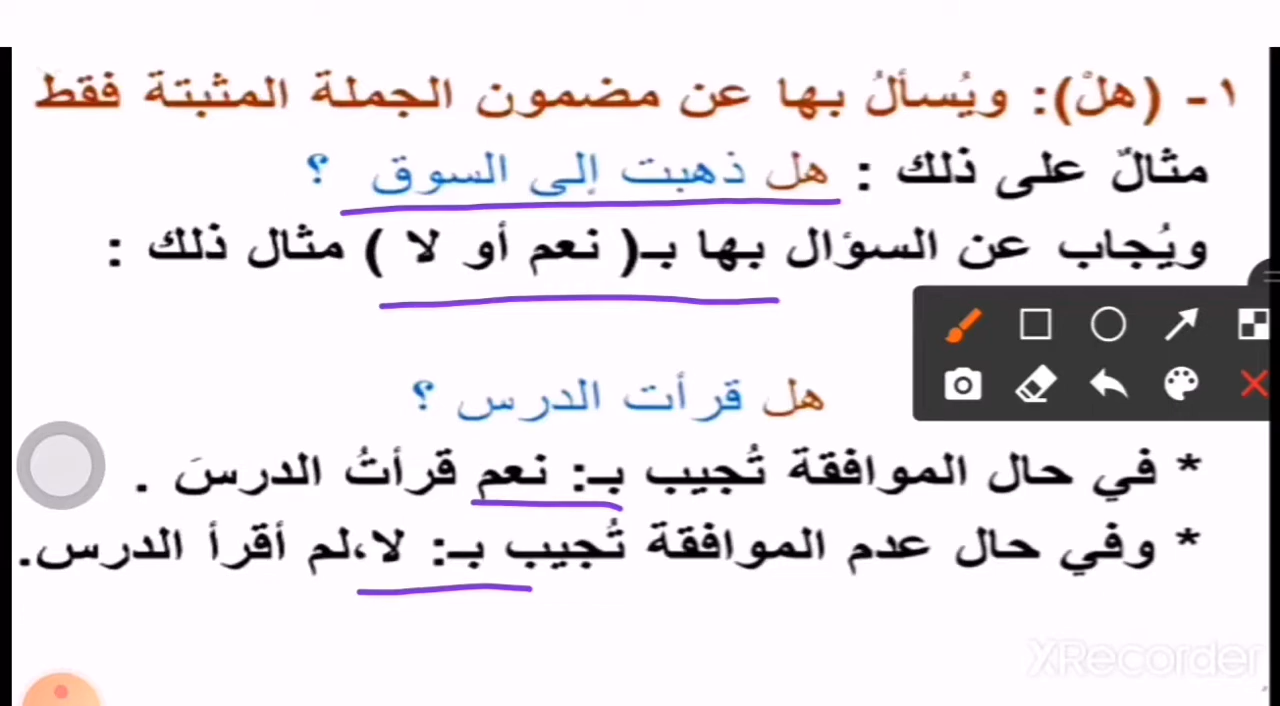 ١- (هلْ): ويُسألُ بها عن مضمون الجملة المثبتة فقط
مثالٌ على ذلك : هل ذهبت إلى السوق ؟
ويُجاب عن السؤال بها بـ( نعم أو لا ) مثال ذلك :
هل قرأت الدرس ؟
* في حال الموافقة تُجيب بـ: نعم قرأتُ الدرسَ .
* وفي حال عدم الموافقة تُجيب بـ: لا،لم أقرأ الدرس.
XRecorder